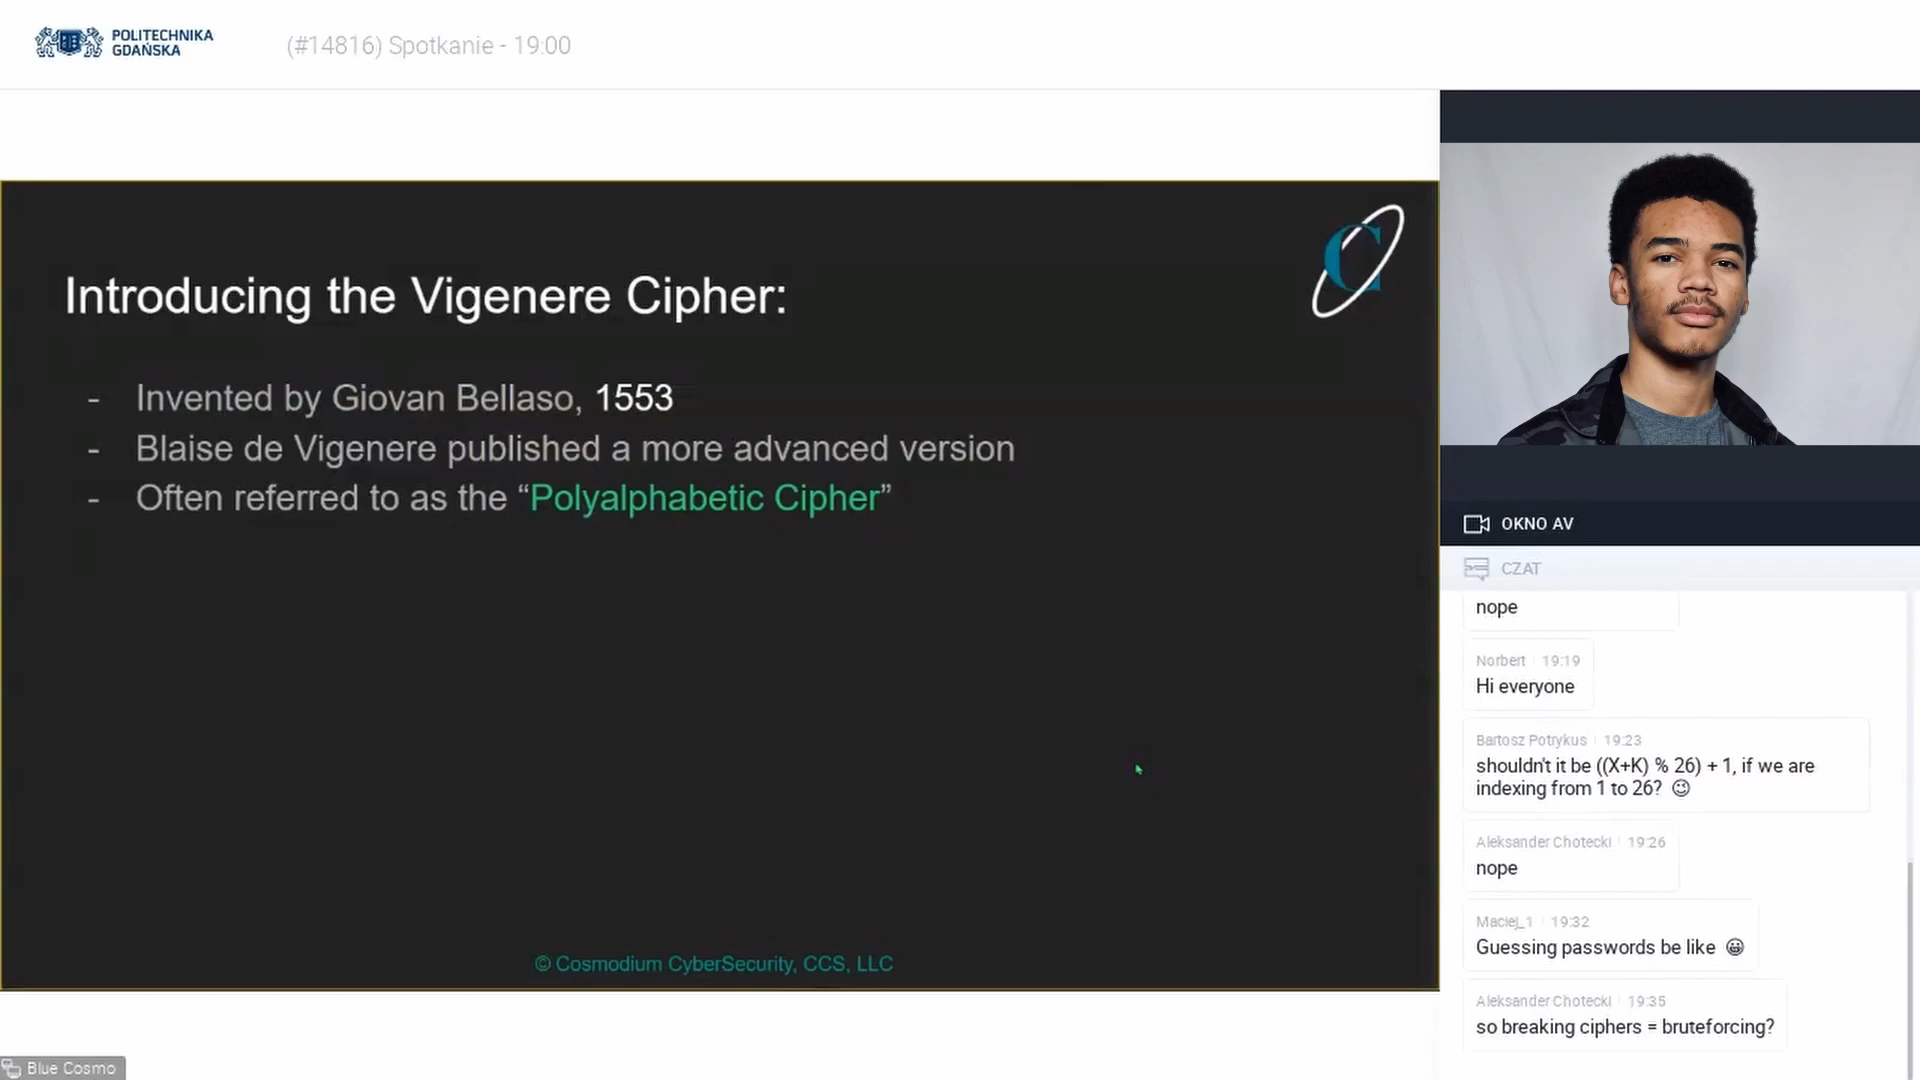 POLITECHNIKA
GDAŃSKA
(#14816) Spotkanie - 19:00
C
Introducing the Vigenere Cipher:
- Invented by Giovan Bellaso, 1553
- Blaise de Vigenere published a more advanced version
- Often referred to as the “Polyalphabetic Cipher”
© Cosmodium CyberSecurity, CCS, LLC
Blue Cosmo
OKNO AV
CZAT
nope
Norbert 19:19
Hi everyone
Bartosz Potrykus 19:23
shouldn't it be ((X+K) % 26) + 1, if we are
indexing from 1 to 26? 😉
Aleksander Chotecki 19:26
nope
Maciej_1 19:32
Guessing passwords be like 😀
Aleksander Chotecki 19:35
so breaking ciphers = bruteforcing?